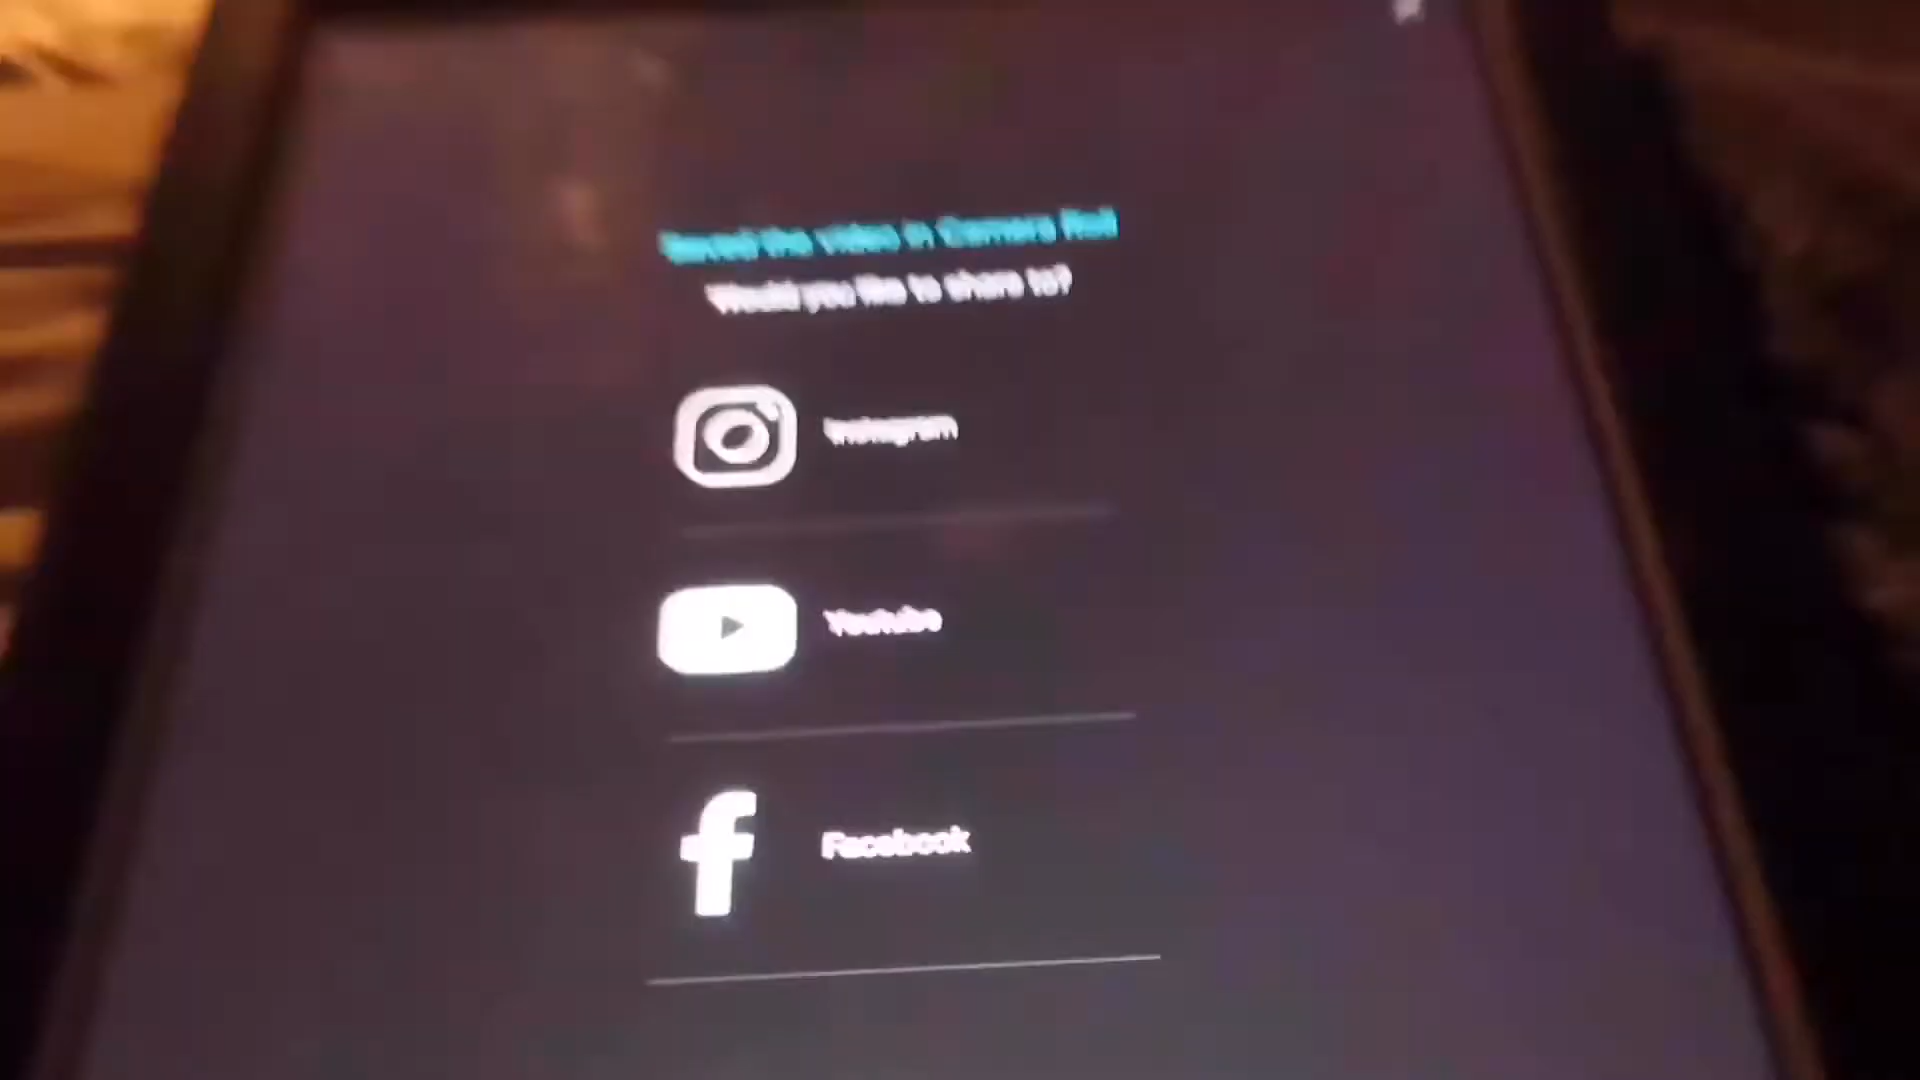 Saved the video in Camera Roll
Would you like to share to?
Instagram
Youtube
Facebook